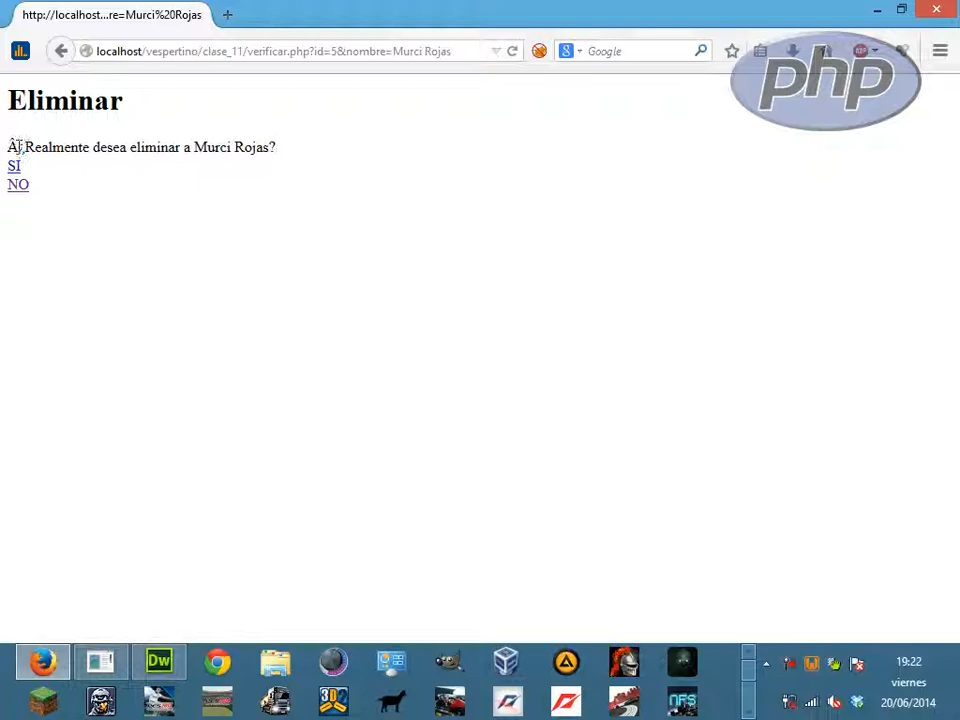 http://localhost...re=Murci%20Rojas
localhost/vespertino/clase_11/verificar.php?id=5&nombre=Murci Rojas
Google
php
Eliminar
Realmente desea eliminar a Murci Rojas?
SI
NO
Dw
19:22
viernes
20/06/2014